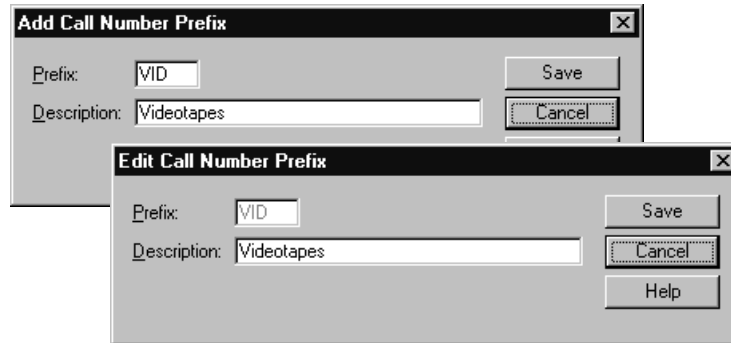 Add Call Number Prefix
Prefix: VID Save
Description: Videotapes Cancel
Edit Call Number Prefix
Prefix: VID Save
Description: Videotapes Cancel
Help